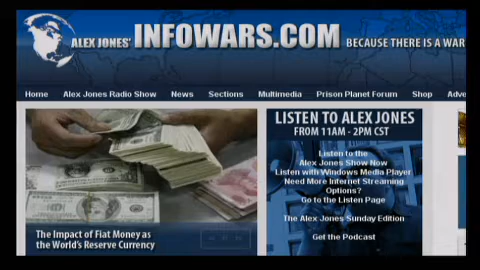 ALEX JONES' INFOWARS.COM BECAUSE THERE IS A WAR
Home Alex Jones Radio Show News Sections Multimedia Prison Planet Forum Shop Adve
LISTEN TO ALEX JONES
FROM 11AM - 2PM CST
Listen to the
Alex Jones Show Now
Listen with Windows Media Player
Need More Internet Streaming
Options?
Go to the Listen Page
The Alex Jones Sunday Edition
Get the Podcast
The Impact of Fiat Money as
the World's Reserve Currency